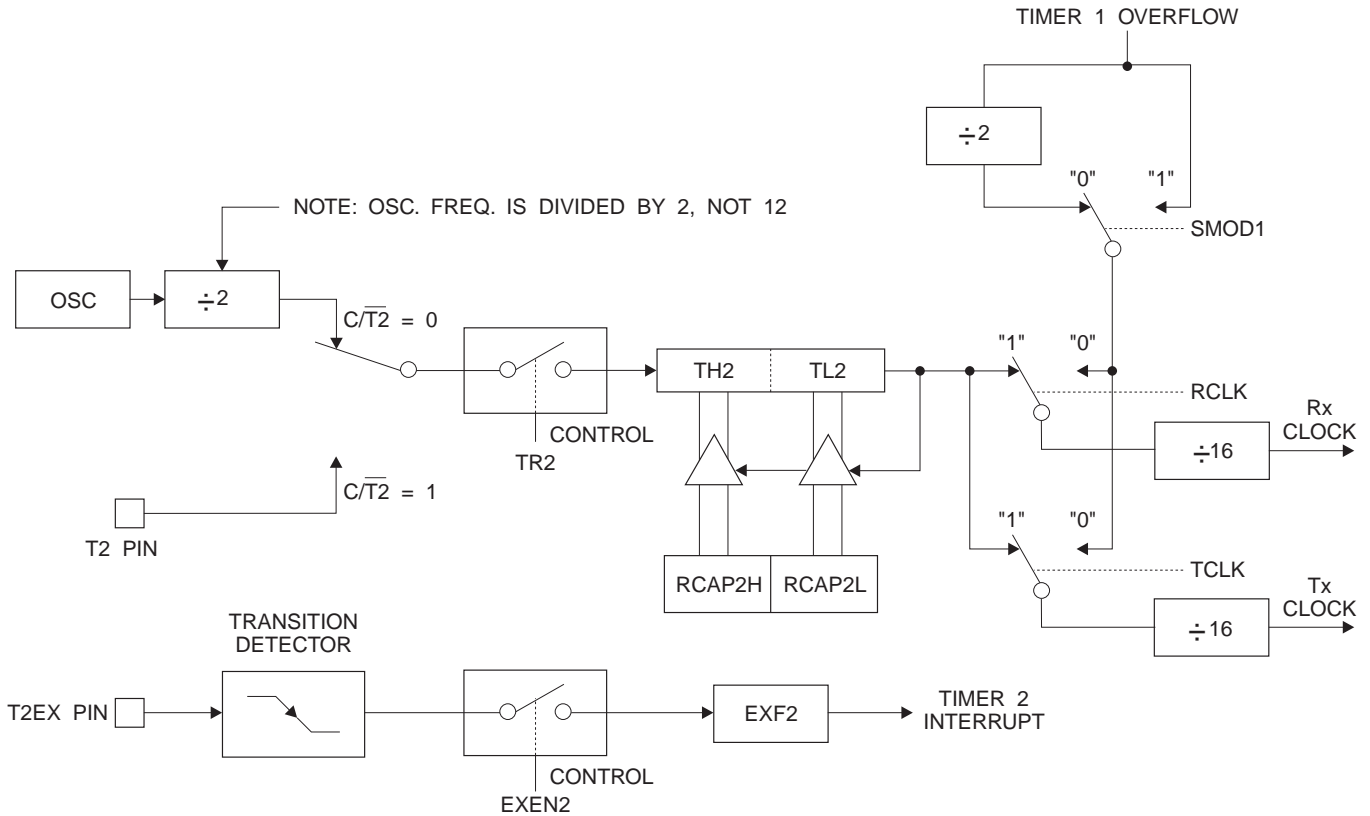 TIMER 1 OVERFLOW
÷2
"0" "1"
SMOD1
NOTE: OSC. FREQ. IS DIVIDED BY 2, NOT 12
OSC
÷2
C/T2̅ = 0
TH2 TL2
"1" "0"
RCLK
Rx
CLOCK
÷16
CONTROL
TR2
C/T2̅ = 1
T2 PIN
"1" "0"
TCLK
RCAP2H RCAP2L
Tx
CLOCK
÷16
TRANSITION
DETECTOR
T2EX PIN
EXF2
TIMER 2
INTERRUPT
CONTROL
EXEN2